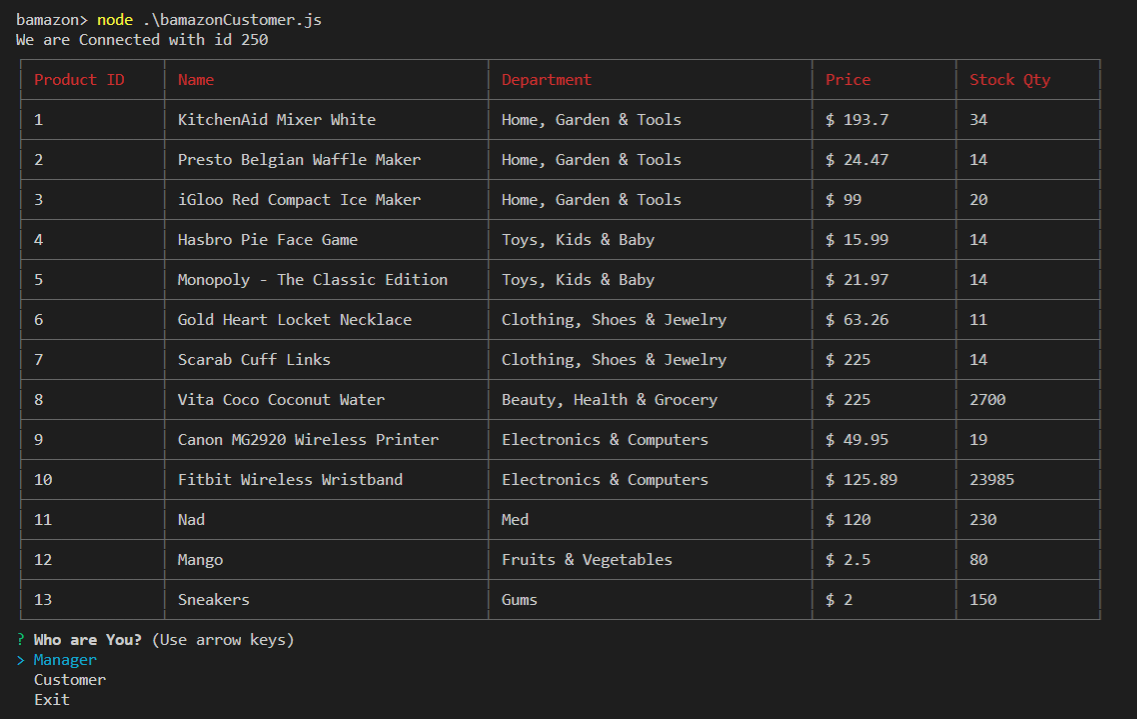 bamazon> node .\bamazonCustomer.js
We are Connected with id 250
Product ID Name Department Price Stock Qty
1 KitchenAid Mixer White Home, Garden & Tools $ 193.7 34
2 Presto Belgian Waffle Maker Home, Garden & Tools $ 24.47 14
3 iGloo Red Compact Ice Maker Home, Garden & Tools $ 99 20
4 Hasbro Pie Face Game Toys, Kids & Baby $ 15.99 14
5 Monopoly - The Classic Edition Toys, Kids & Baby $ 21.97 14
6 Gold Heart Locket Necklace Clothing, Shoes & Jewelry $ 63.26 11
7 Scarab Cuff Links Clothing, Shoes & Jewelry $ 225 14
8 Vita Coco Coconut Water Beauty, Health & Grocery $ 225 2700
9 Canon MG2920 Wireless Printer Electronics & Computers $ 49.95 19
10 Fitbit Wireless Wristband Electronics & Computers $ 125.89 23985
11 Nad Med $ 120 230
12 Mango Fruits & Vegetables $ 2.5 80
13 Sneakers Gums $ 2 150
? Who are You? (Use arrow keys)
> Manager
Customer
Exit